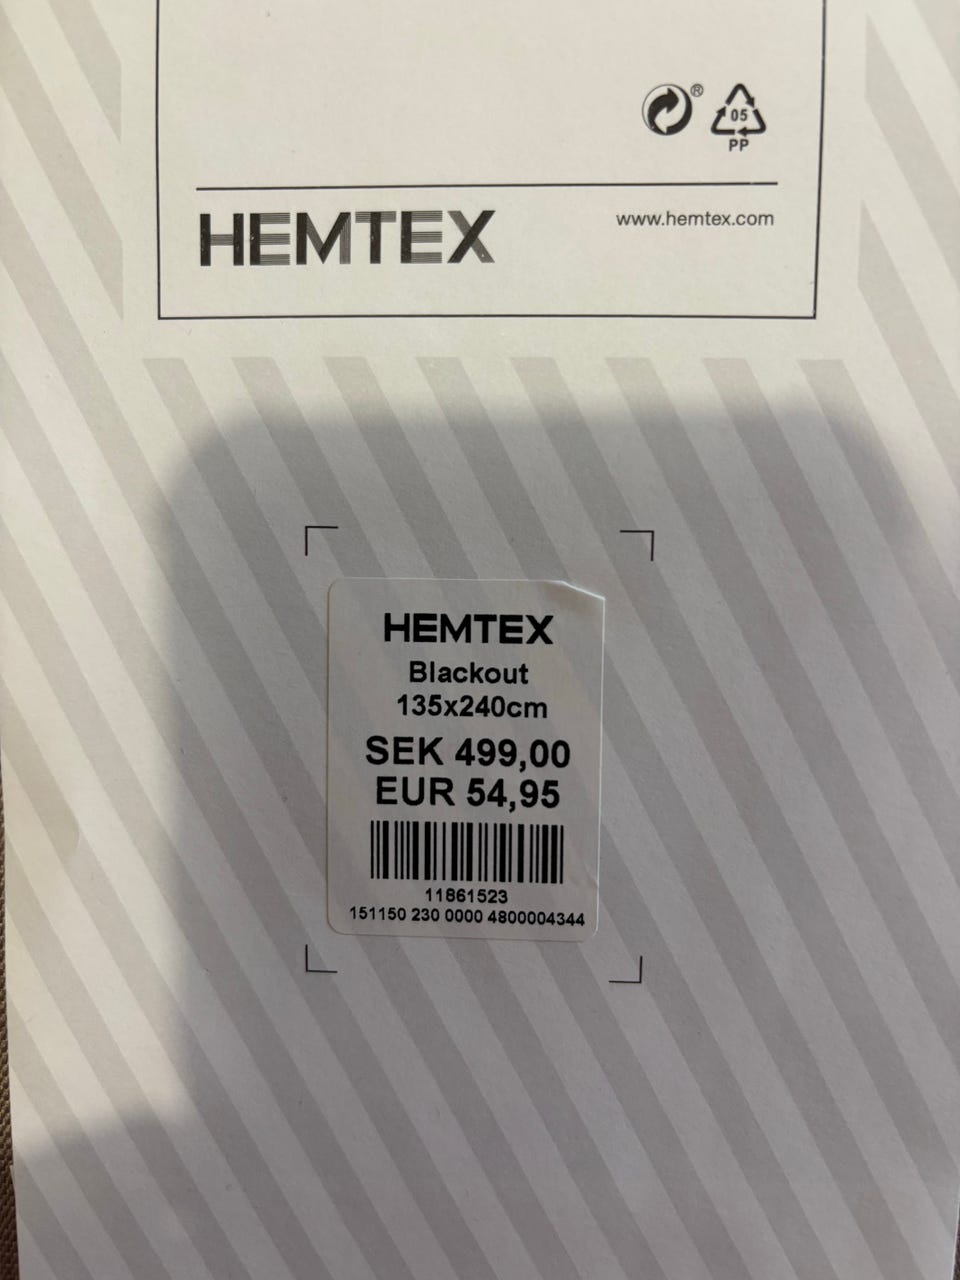 ®
05
PP
HEMTEX
www.hemtex.com
HEMTEX
Blackout
135x240cm
SEK 499,00
EUR 54,95
11861523
151150 230 0000 4800004344